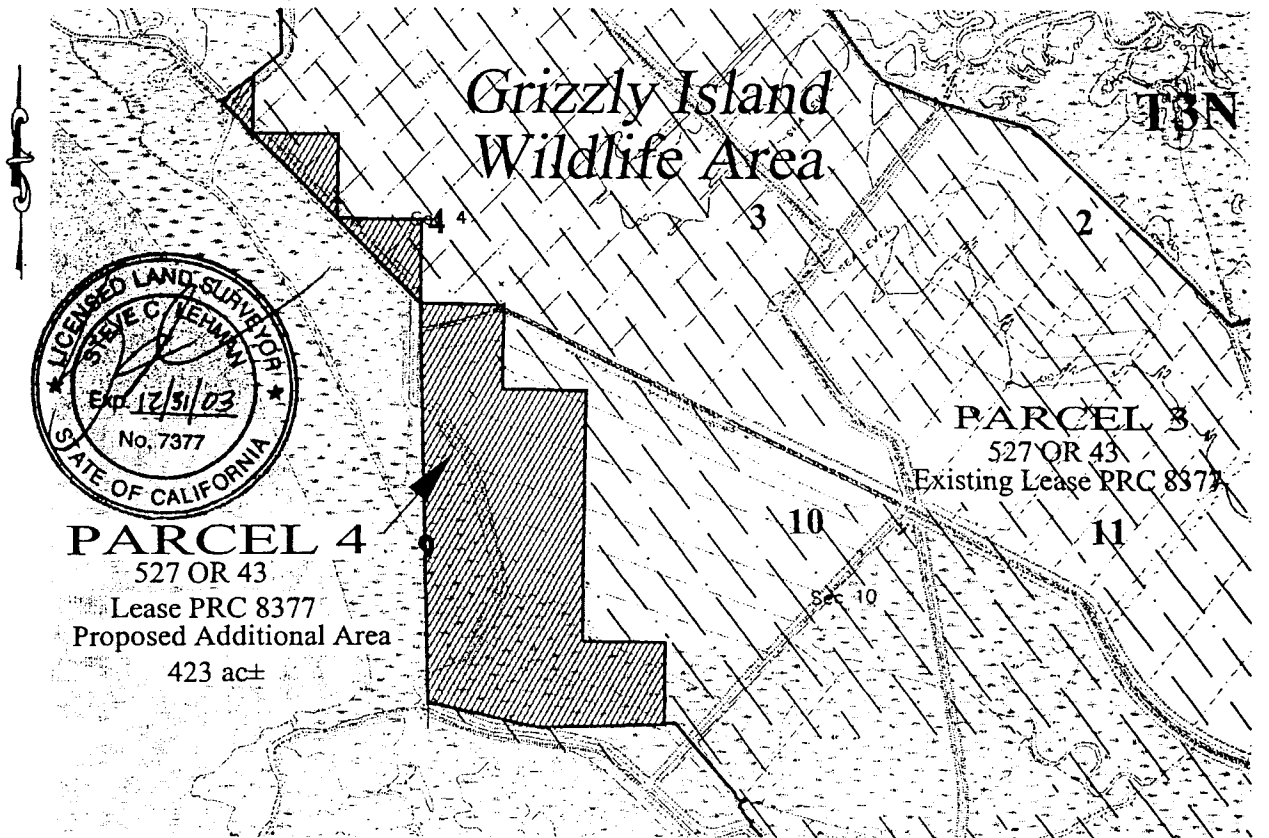 Grizzly Island
Wildlife Area
T3N
4
3
2
LICENSED LAND SURVEYOR
STEVE C. LEHMAN
Exp. 12/31/03
No. 7377
STATE OF CALIFORNIA
PARCEL 3
527 OR 43
Existing Lease PRC 8377
PARCEL 4
527 OR 43
Lease PRC 8377
Proposed Additional Area
423 ac±
9
10
11
Sec 10